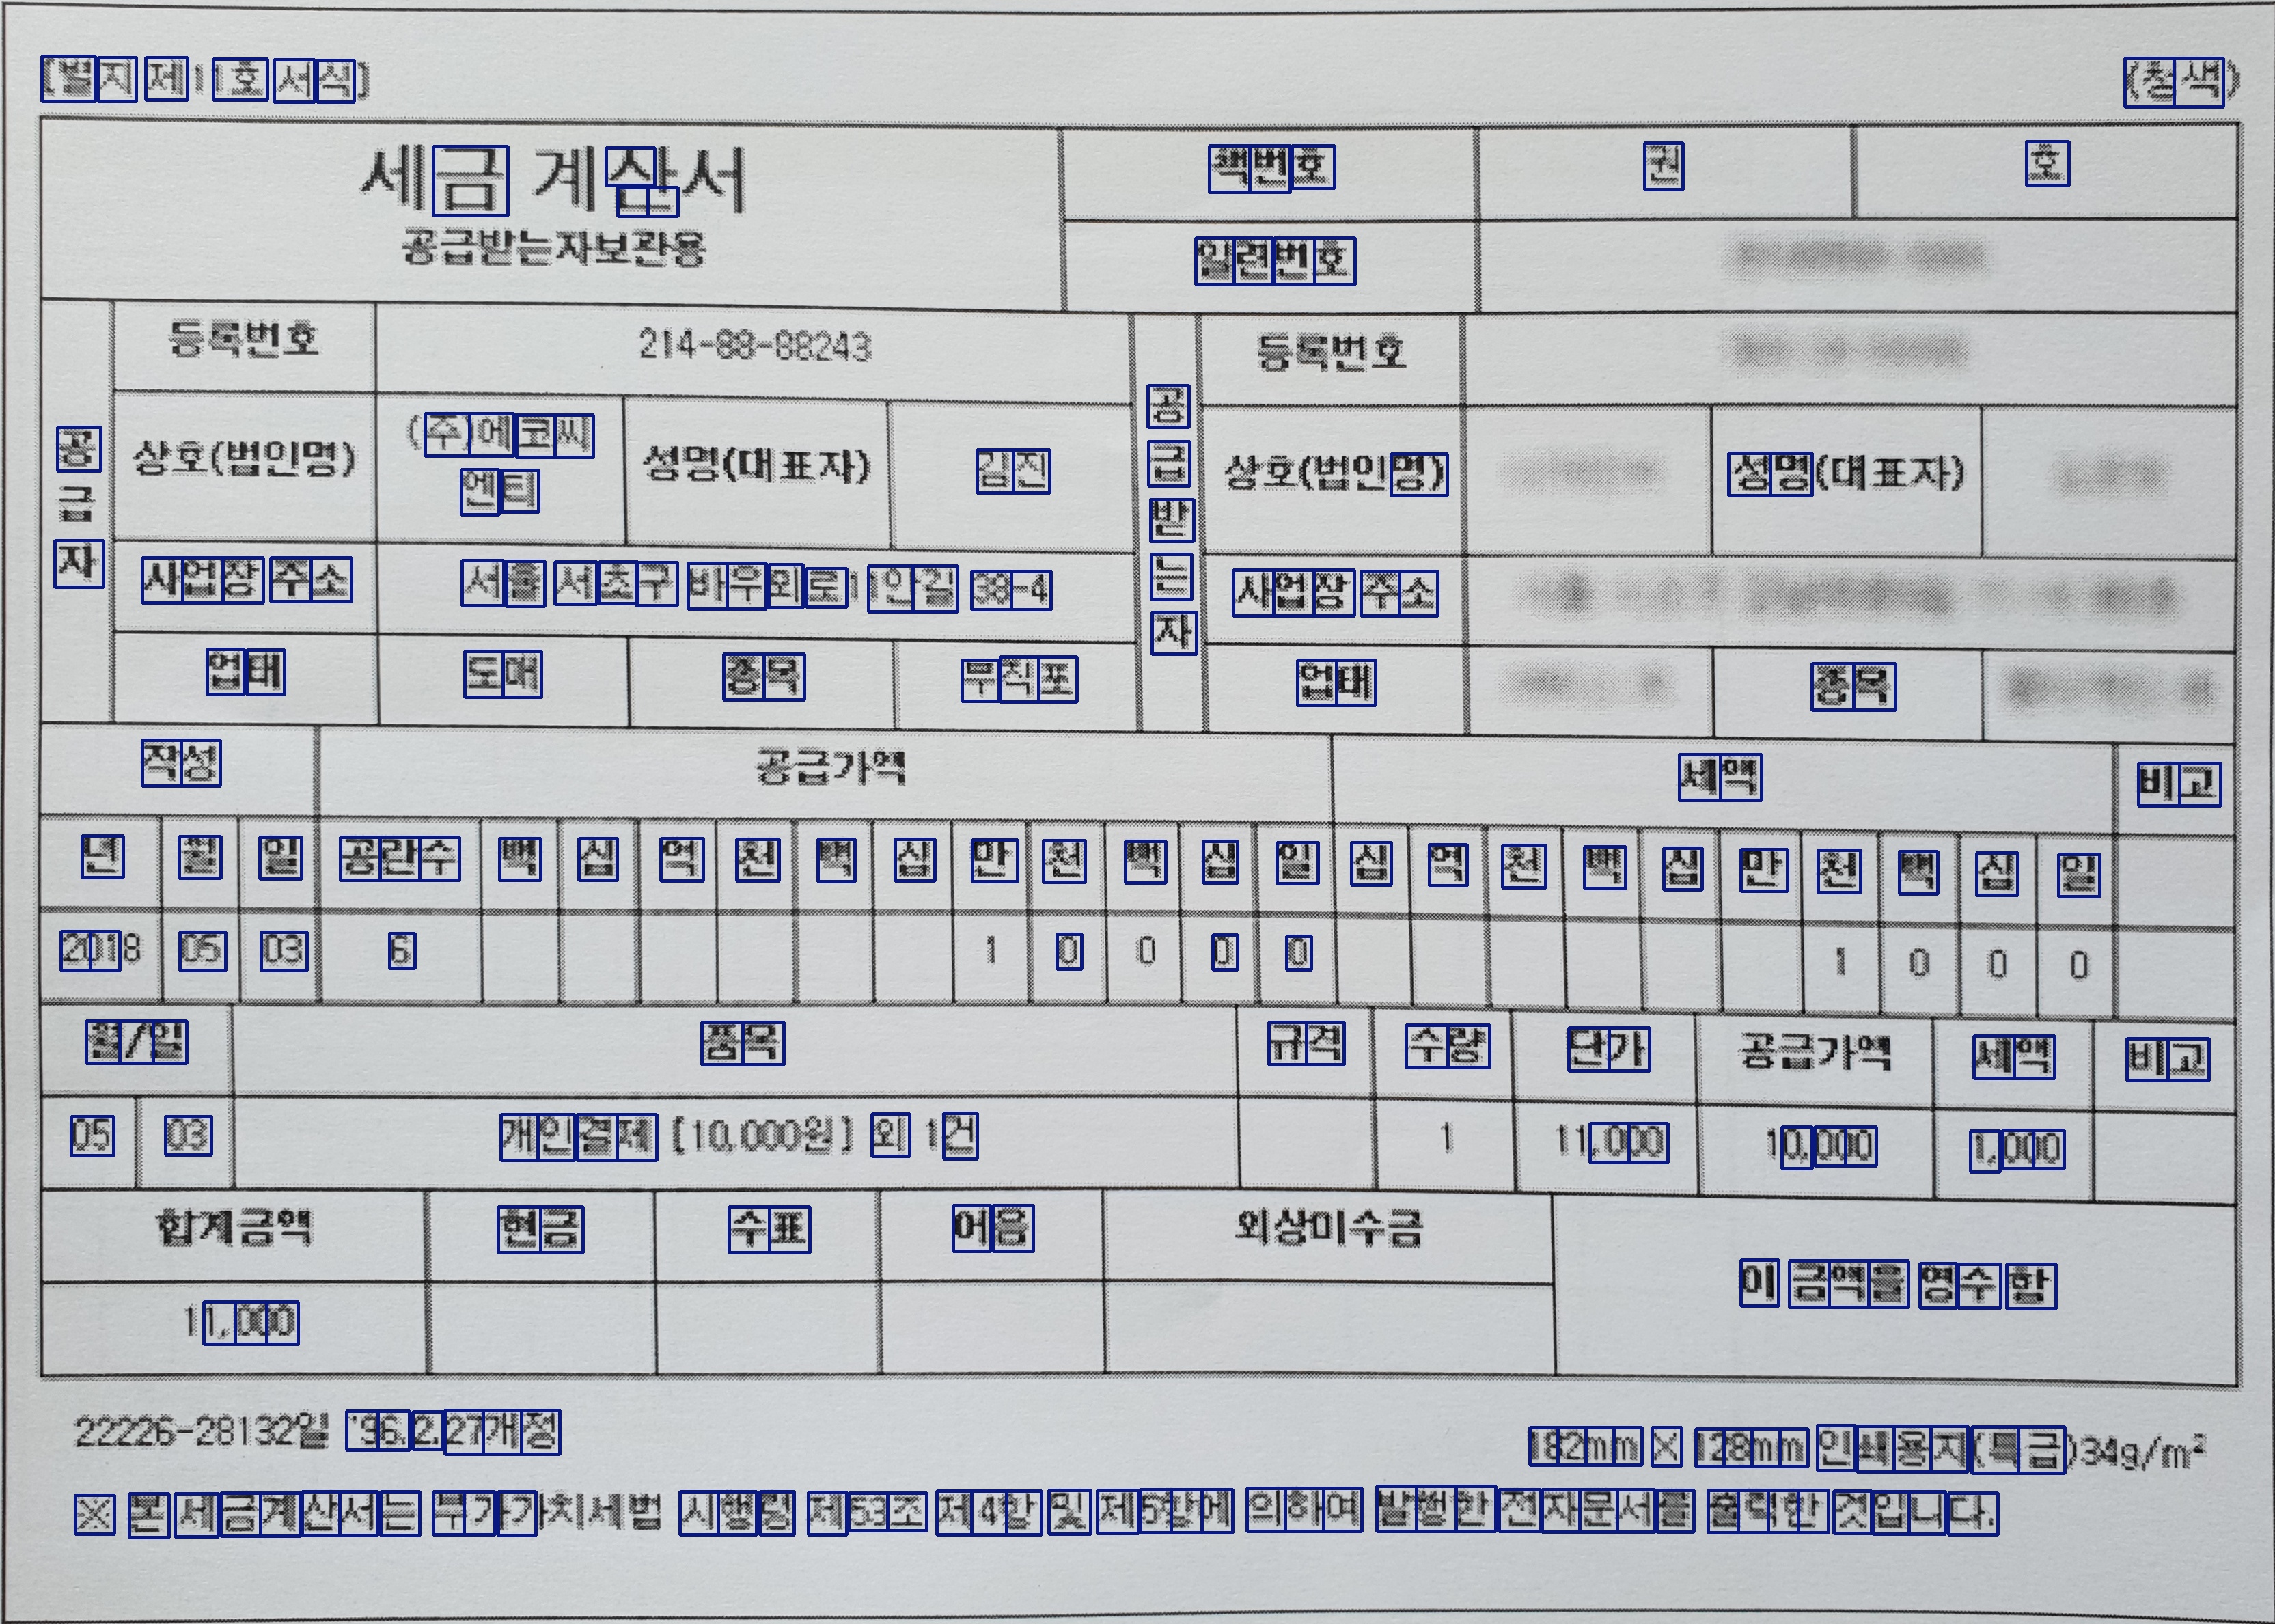 [별지 제11호 서식] (청색)
세금 계산서
공급받는자보관용
책번호 권 호
일련번호
등록번호 214-88-88243 등록번호
공급자
상호(법인명) (주)에코씨엔티 성명(대표자) 김진
공급받는자
상호(법인명) 성명(대표자)
사업장 주소 서울 서초구 바우뫼로11안길 38-4 사업장 주소
업태 도매 종목 부직포 업태 종목
작성 공급가액 세액 비고
년 월 일 공란수 백 십 억 천 백 십 만 천 백 십 일 십 억 천 백 십 만 천 백 십 일
2018 05 03 6 1 0 0 0 0 1 0 0 0
월/일 품목 규격 수량 단가 공급가액 세액 비고
05 03 개인결제 [10,000원] 외 1건 1 11,000 10,000 1,000
합계금액 현금 수표 어음 외상미수금 이 금액을 영수 함
11,000
22226-28132일 '96.2.27개정 182mm × 128mm 인쇄용지(특급)34g/m²
※ 본 세금계산서는 부가가치세법 시행령 제53조 제4항 및 제5항에 의하여 발행한 전자문서를 출력한 것입니다.